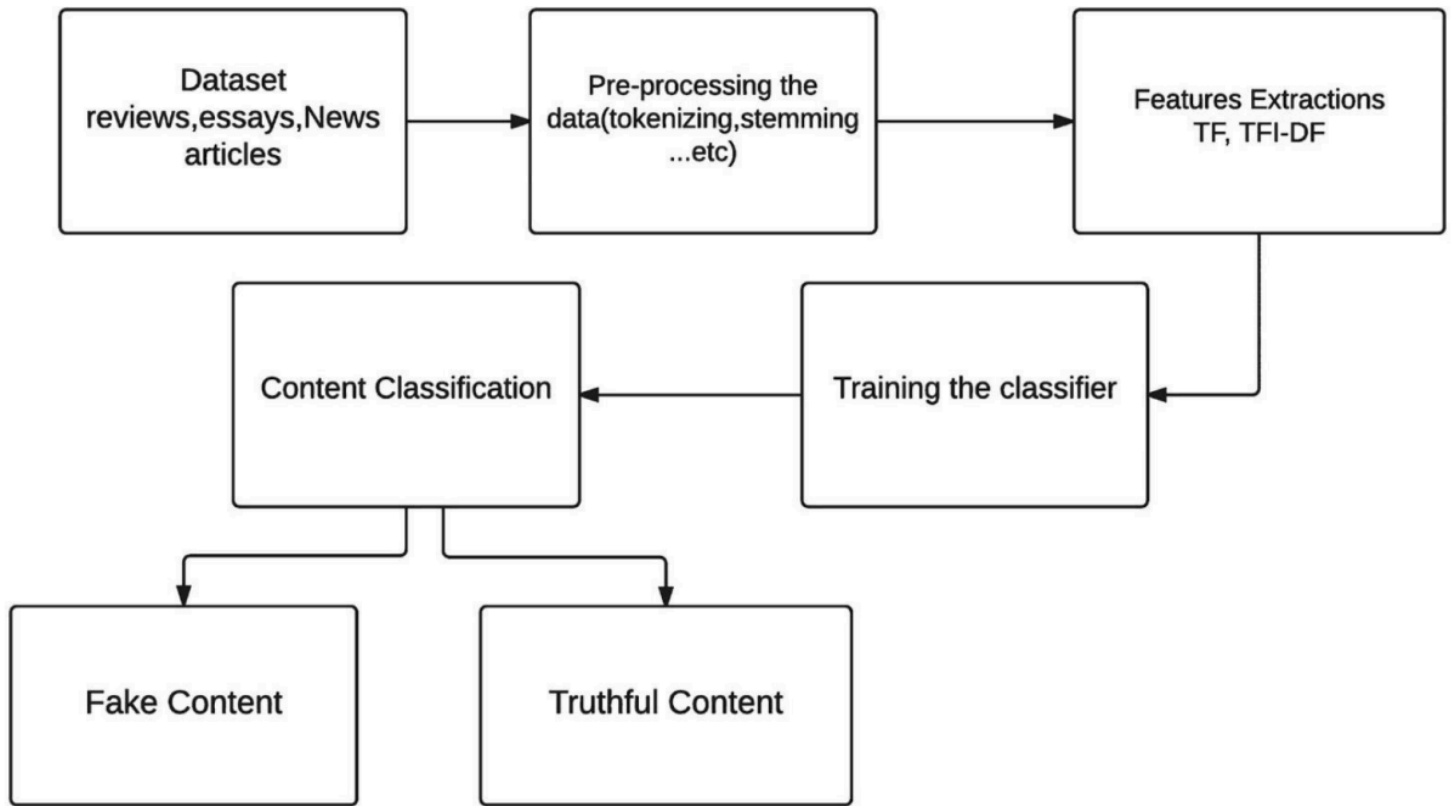 Dataset
reviews,essays,News
articles
Pre-processing the
data(tokenizing,stemming
...etc)
Features Extractions
TF, TFI-DF
Content Classification
Training the classifier
Fake Content
Truthful Content